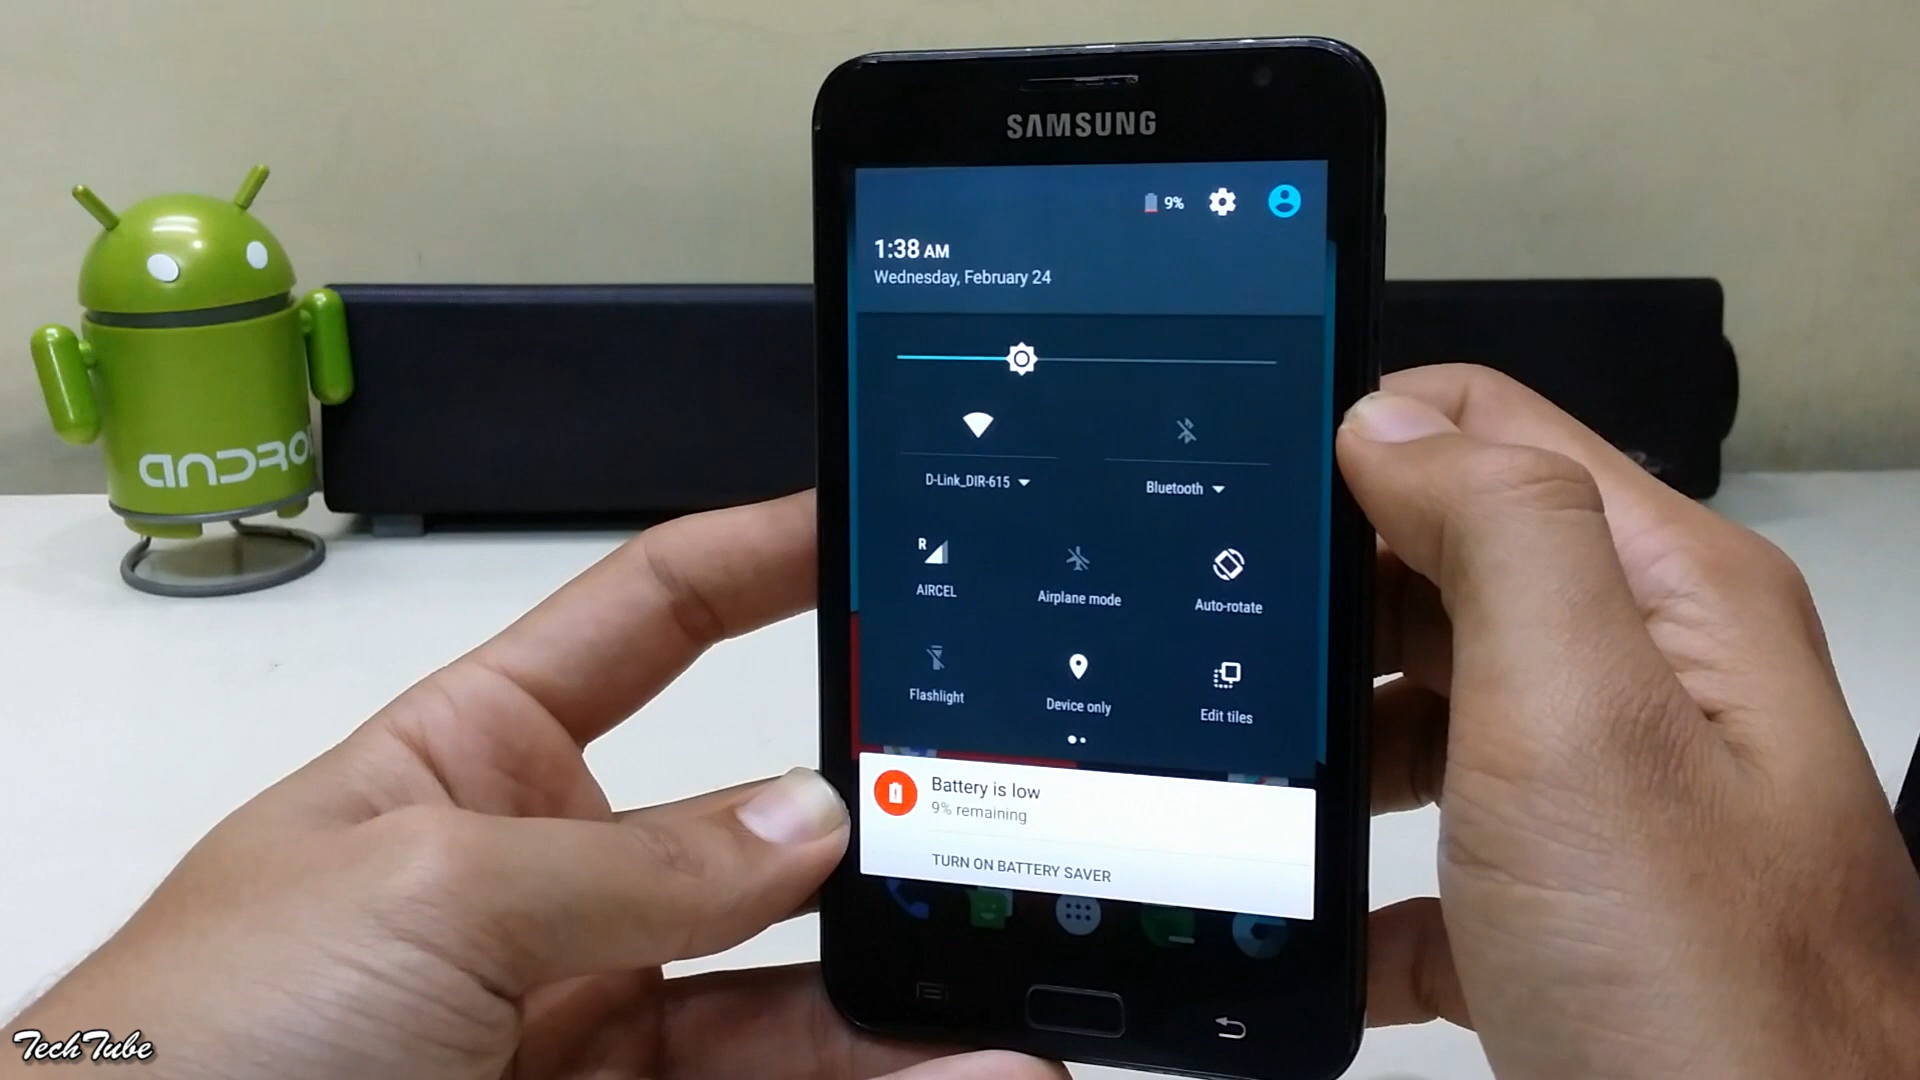 SAMSUNG
9%
1:38 AM
Wednesday, February 24
D-Link_DIR-615
Bluetooth
R
AIRCEL
Airplane mode
Auto-rotate
Flashlight
Device only
Edit tiles
Battery is low
9% remaining
TURN ON BATTERY SAVER
ANDRO
TechTube